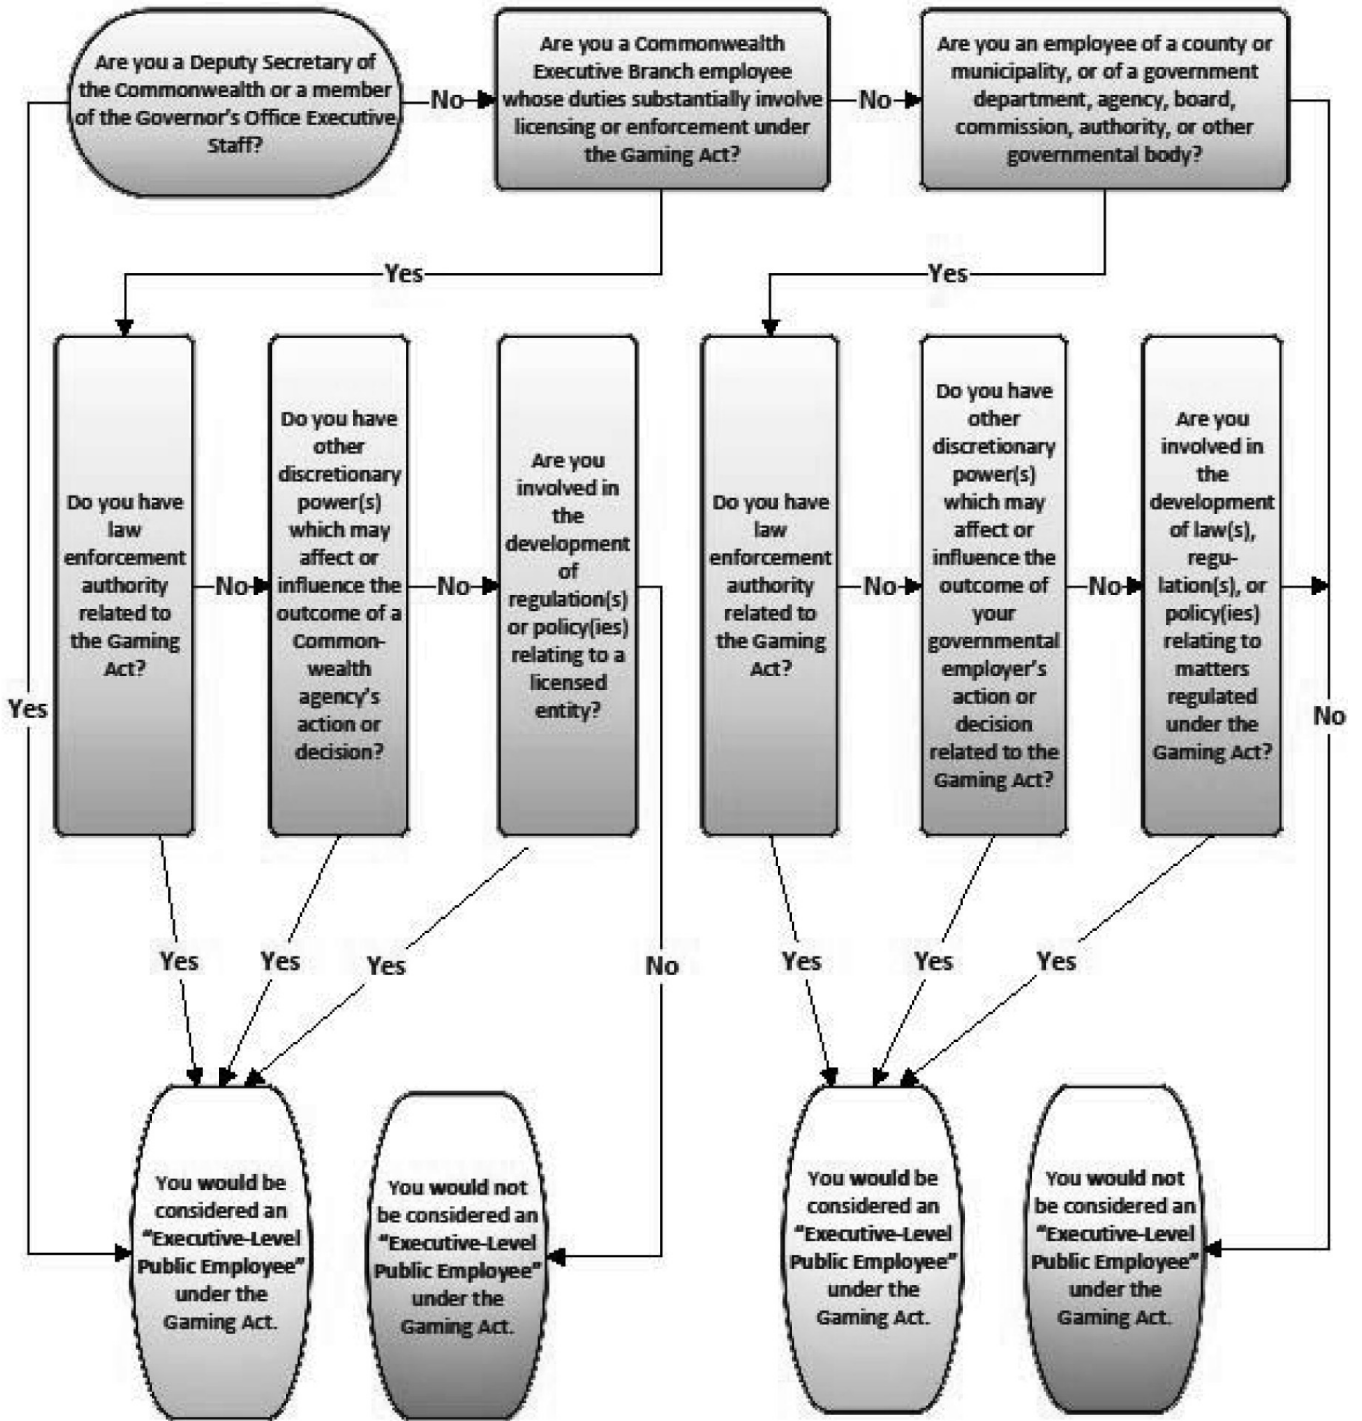 Are you a Deputy Secretary of
the Commonwealth or a member
of the Governor's Office Executive
Staff?
No
Are you a Commonwealth
Executive Branch employee
whose duties substantially involve
licensing or enforcement under
the Gaming Act?
No
Are you an employee of a county or
municipality, or of a government
department, agency, board,
commission, authority, or other
governmental body?
Yes
Yes
Do you have
law
enforcement
authority
related to
the Gaming
Act?
No
Do you have
other
discretionary
power(s)
which may
affect or
influence the
outcome of a
Common-
wealth
agency's
action or
decision?
No
Are you
involved in
the
development
of
regulation(s)
or policy(ies)
relating to a
licensed
entity?
Do you have
law
enforcement
authority
related to
the Gaming
Act?
No
Do you have
other
discretionary
power(s)
which may
affect or
influence the
outcome of
your
governmental
employer's
action or
decision
related to the
Gaming Act?
No
Are you
involved in
the
development
of law(s),
regu-
lation(s), or
policy(ies)
relating to
matters
regulated
under the
Gaming Act?
Yes
No
Yes
Yes
Yes
No
Yes
Yes
Yes
You would be
considered an
“Executive-Level
Public Employee”
under the
Gaming Act.
You would not
be considered an
“Executive-Level
Public Employee”
under the
Gaming Act.
You would be
considered an
“Executive-Level
Public Employee”
under the
Gaming Act.
You would not
be considered an
“Executive-Level
Public Employee”
under the
Gaming Act.